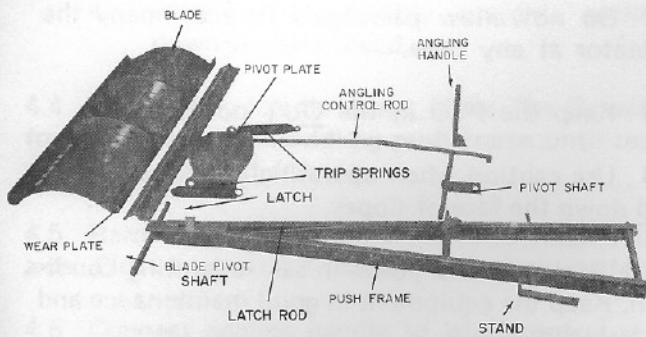 BLADE
PIVOT PLATE
ANGLING
HANDLE
ANGLING
CONTROL ROD
TRIP SPRINGS
PIVOT SHAFT
LATCH
WEAR PLATE
BLADE PIVOT
SHAFT
LATCH ROD
PUSH FRAME
STAND